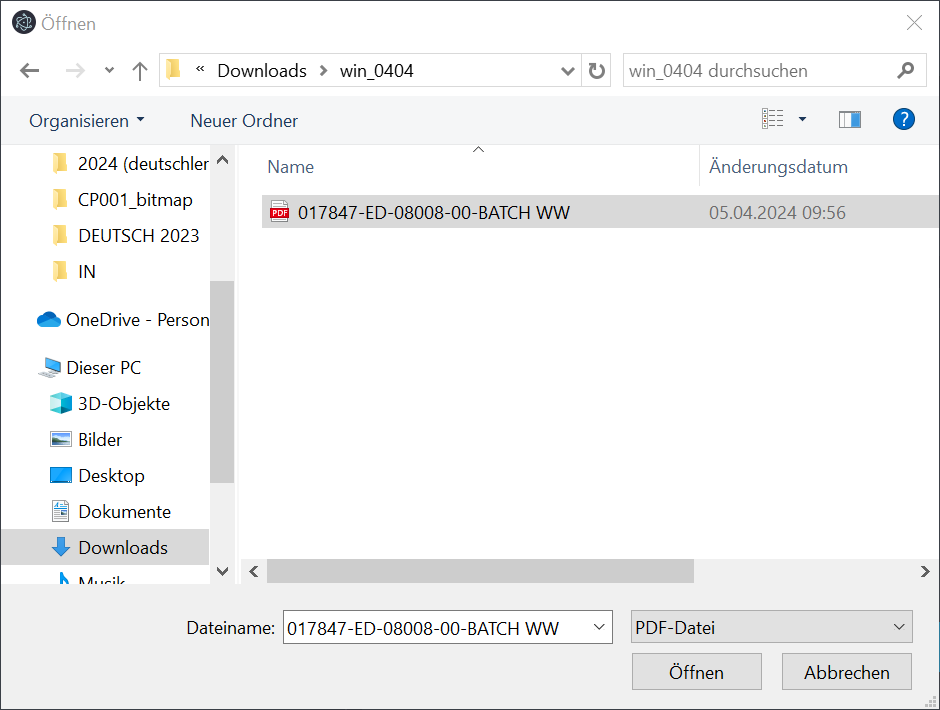 Öffnen
« Downloads > win_0404
win_0404 durchsuchen
Organisieren
Neuer Ordner
?
2024 (deutschler
CP001_bitmap
DEUTSCH 2023
IN
OneDrive - Person
Dieser PC
3D-Objekte
Bilder
Desktop
Dokumente
Downloads
Musik
Name
Änderungsdatum
PDF
017847-ED-08008-00-BATCH WW
05.04.2024 09:56
Dateiname:
017847-ED-08008-00-BATCH WW
PDF-Datei
Öffnen
Abbrechen